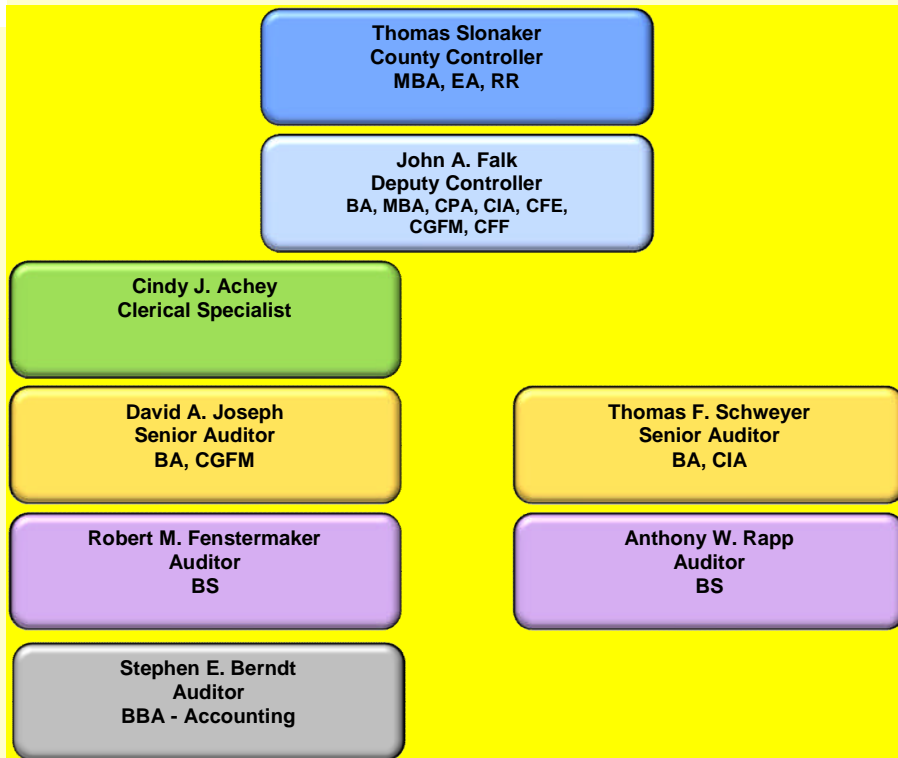 Thomas Slonaker
County Controller
MBA, EA, RR
John A. Falk
Deputy Controller
BA, MBA, CPA, CIA, CFE,
CGFM, CFF
Cindy J. Achey
Clerical Specialist
David A. Joseph
Senior Auditor
BA, CGFM
Thomas F. Schweyer
Senior Auditor
BA, CIA
Robert M. Fenstermaker
Auditor
BS
Anthony W. Rapp
Auditor
BS
Stephen E. Berndt
Auditor
BBA - Accounting